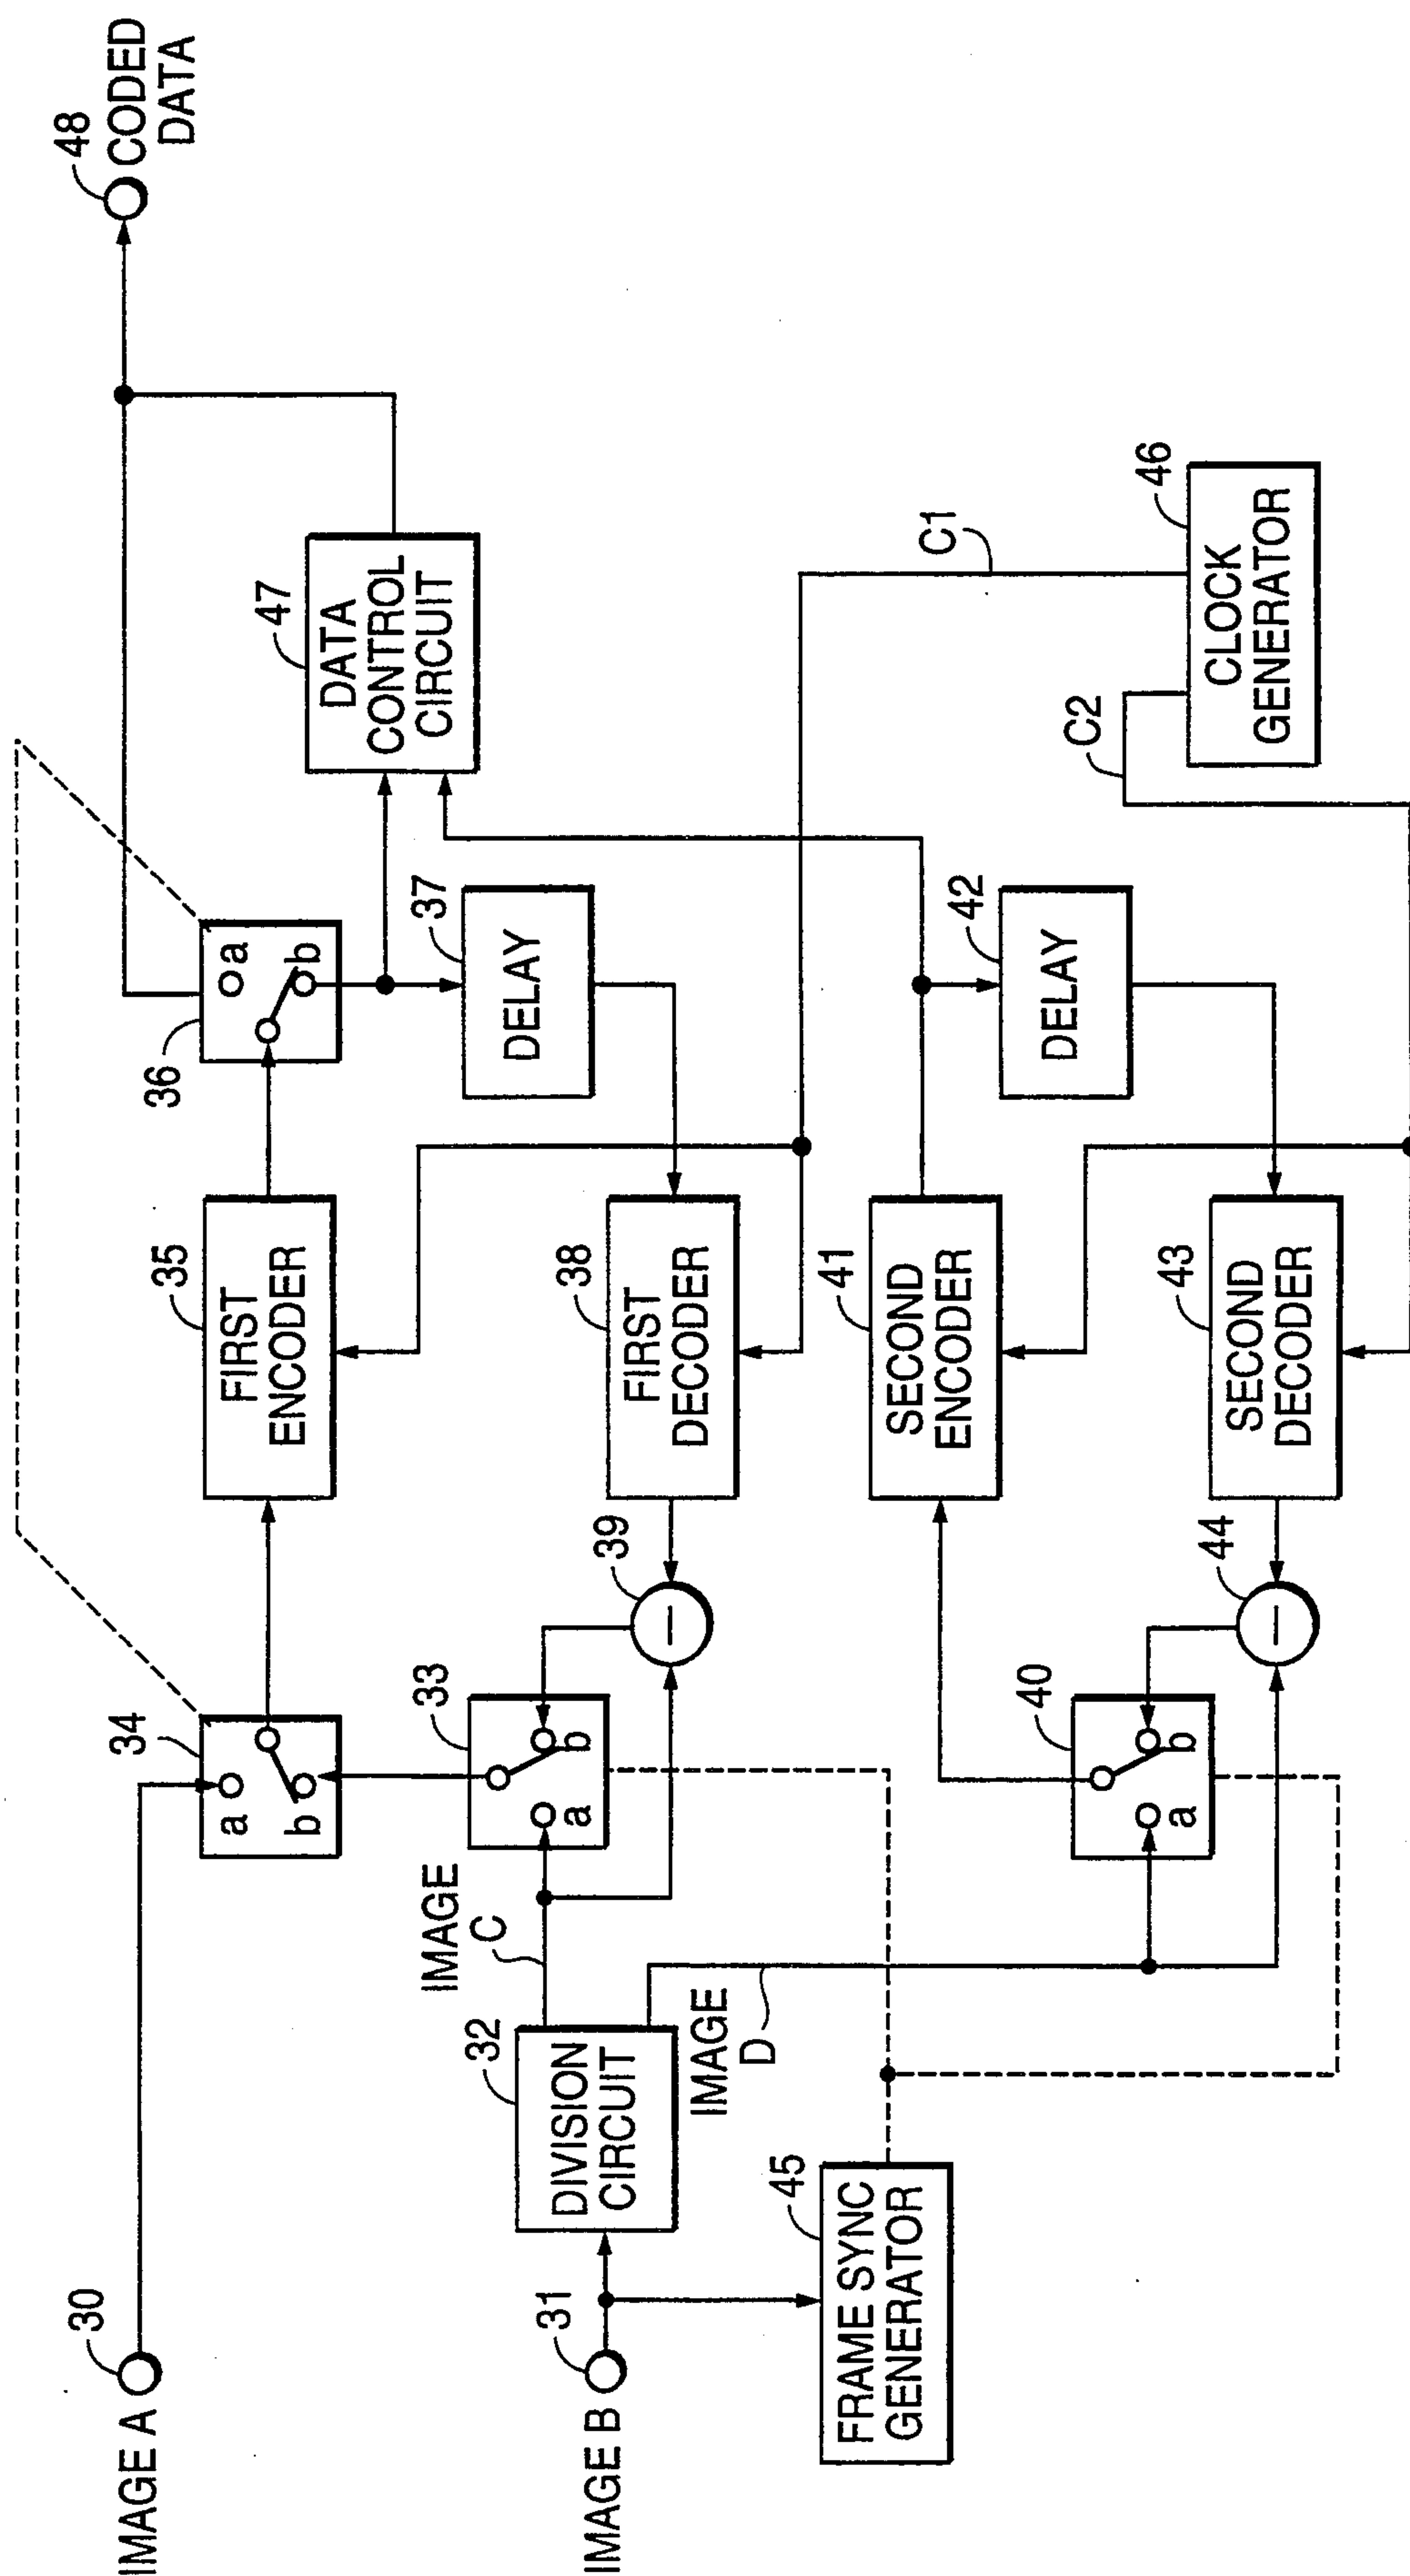 IMAGE A
30
34
a
b
35
FIRST
ENCODER
36
a
b
48
CODED
DATA
47
DATA
CONTROL
CIRCUIT
37
DELAY
IMAGE B
31
32
DIVISION
CIRCUIT
IMAGE
C
IMAGE
D
33
a
b
39
38
FIRST
DECODER
C1
45
FRAME SYNC
GENERATOR
41
SECOND
ENCODER
42
DELAY
40
a
b
44
43
SECOND
DECODER
C2
46
CLOCK
GENERATOR